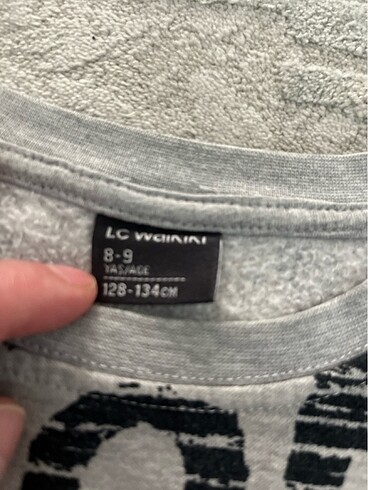 LC WAIKIKI
8-9
YAŞ/AGE
128-134CM